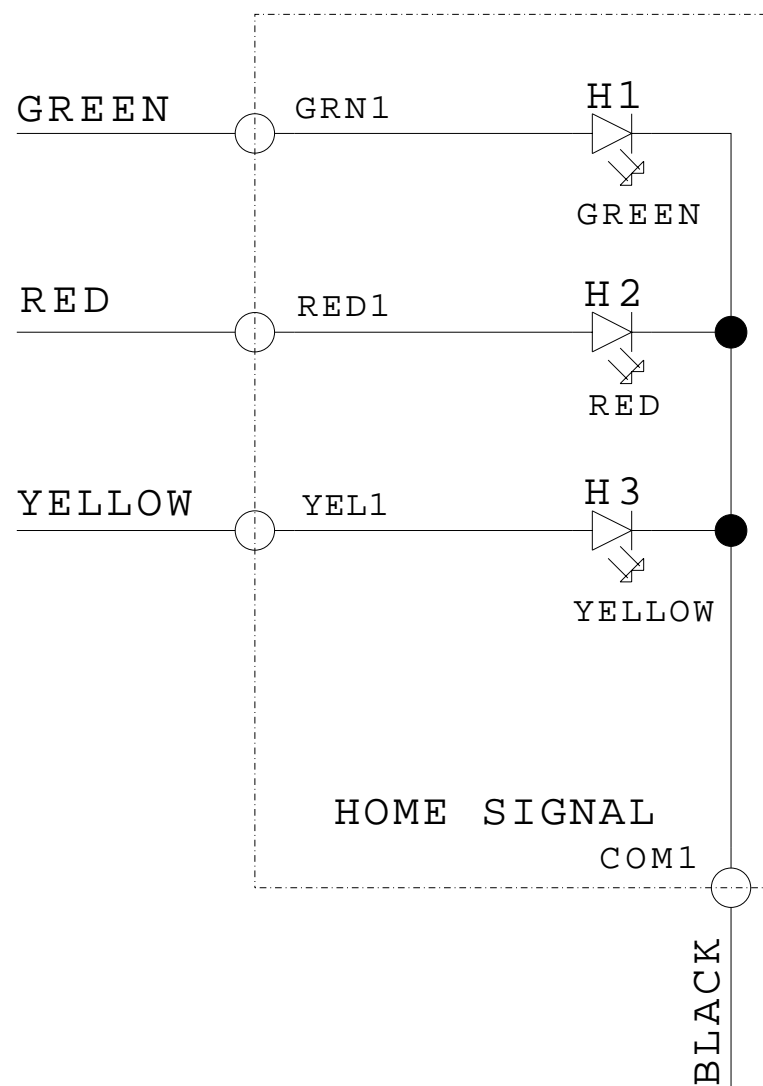 GREEN
GRN1
H1
GREEN
RED
RED1
H2
RED
YELLOW
YEL1
H3
YELLOW
HOME SIGNAL
COM1
BLACK